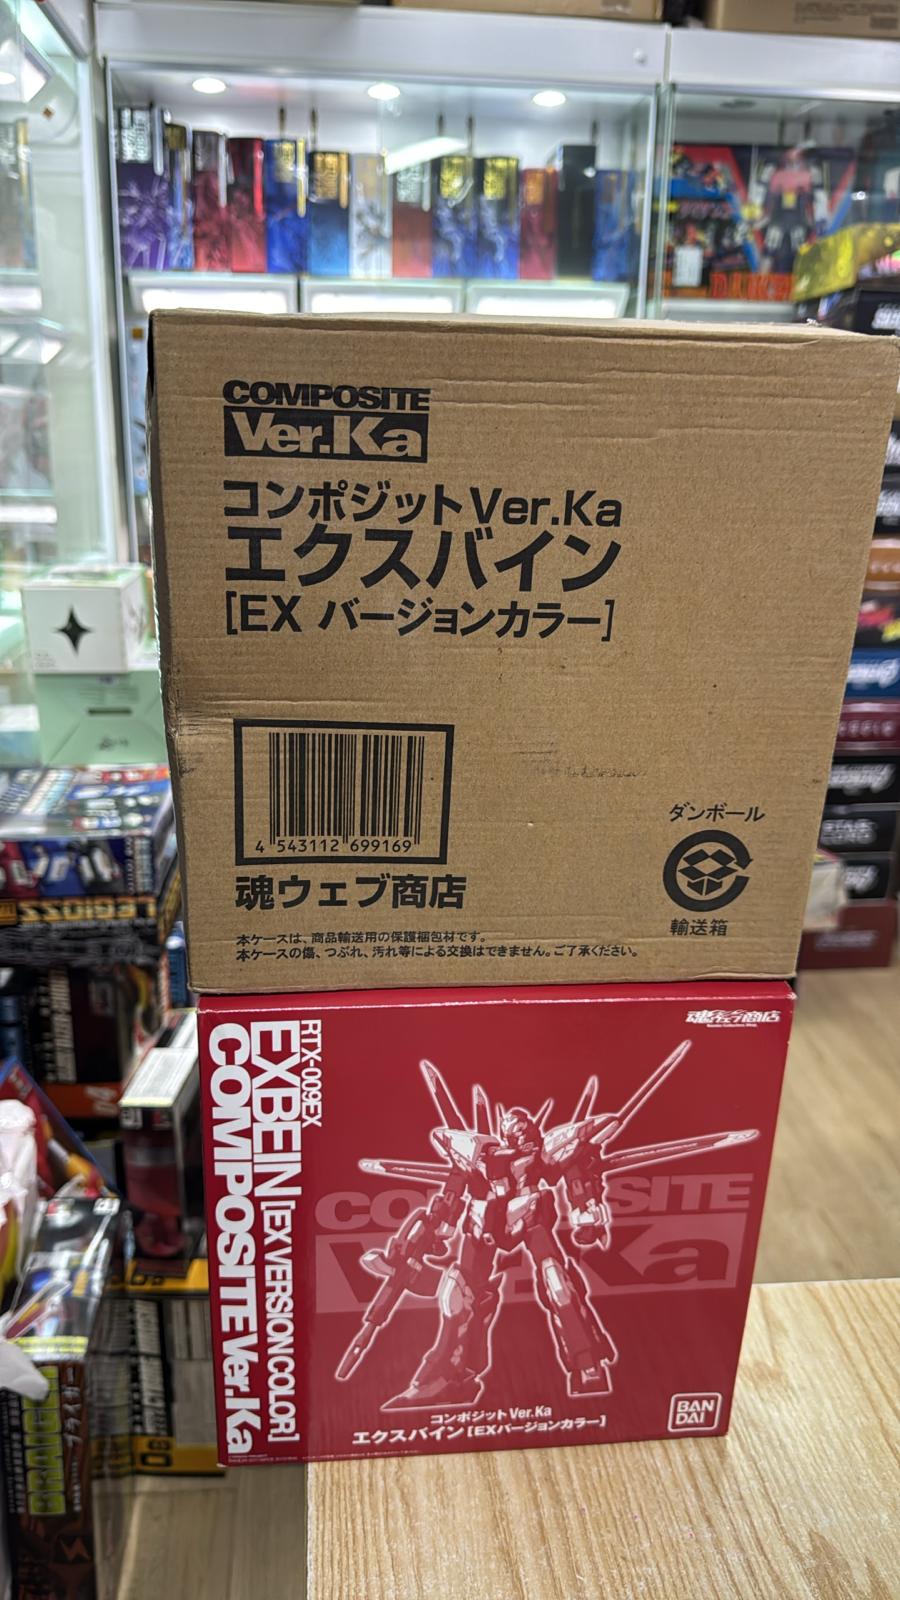 COMPOSITE
Ver.Ka
コンポジットVer.Ka
エクスバイン
[EX バージョンカラー]
4 543112 699169
魂ウェブ商店
ダンボール
輸送箱
本ケースは、商品輸送用の保護梱包材です。
本ケースの傷、つぶれ、汚れ等による交換はできません。ご了承ください。
魂ウェブ商店
RTX-009EX
EXBEIN [EX VERSION COLOR]
COMPOSITE Ver.Ka
コンポジット Ver.Ka
エクスバイン [EXバージョンカラー]
BAN
DAI
BRAIGER